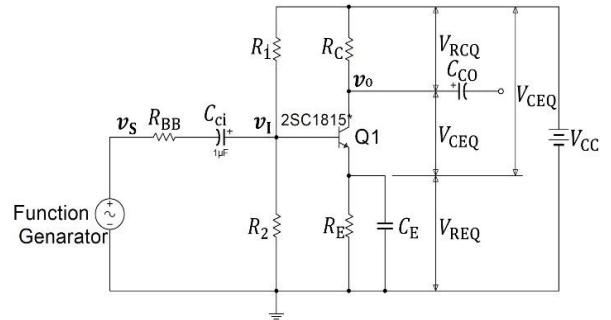 R1
RC
VRCQ
CCO
+
vo
VCEQ
vS
RBB
Cci
+
1μF
vI
2SC1815*
Q1
VCEQ
VCC
Function
Genarator
+
~
−
R2
RE
CE
VREQ